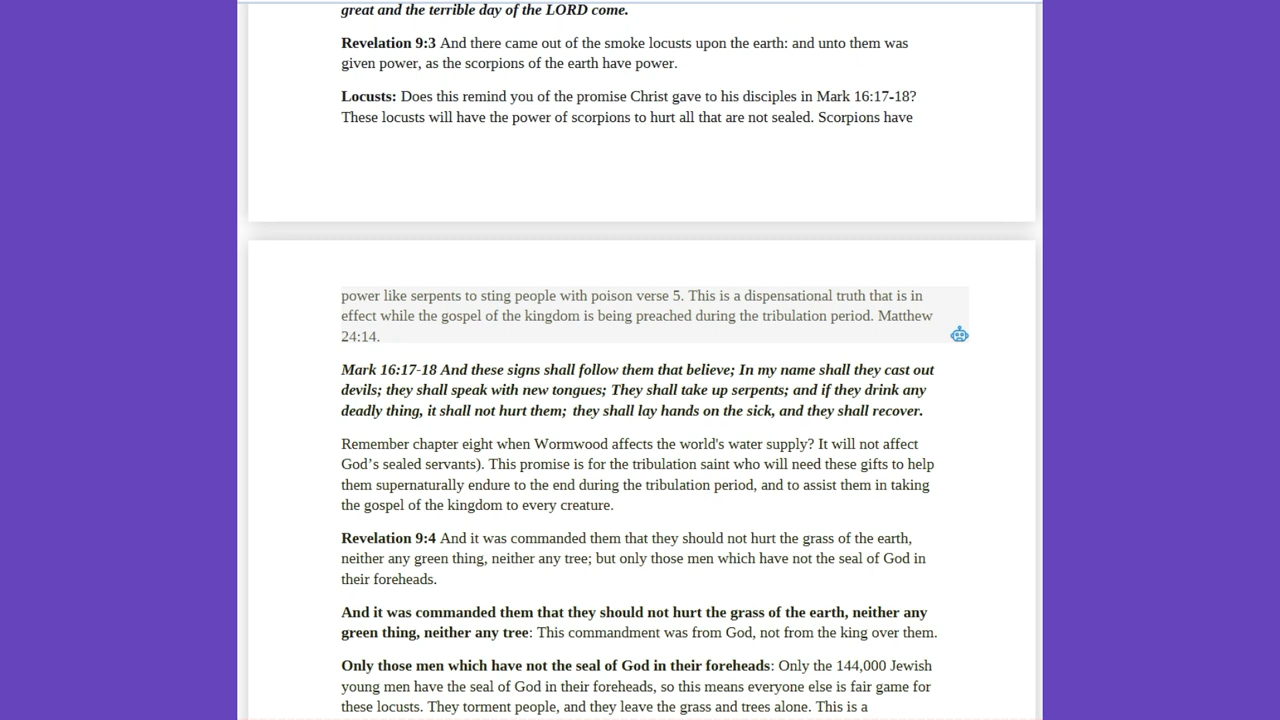 great and the terrible day of the LORD come.
Revelation 9:3 And there came out of the smoke locusts upon the earth: and unto them was
given power, as the scorpions of the earth have power.
Locusts: Does this remind you of the promise Christ gave to his disciples in Mark 16:17-18?
These locusts will have the power of scorpions to hurt all that are not sealed. Scorpions have
power like serpents to sting people with poison verse 5. This is a dispensational truth that is in
effect while the gospel of the kingdom is being preached during the tribulation period. Matthew
24:14.
Mark 16:17-18 And these signs shall follow them that believe; In my name shall they cast out
devils; they shall speak with new tongues; They shall take up serpents; and if they drink any
deadly thing, it shall not hurt them; they shall lay hands on the sick, and they shall recover.
Remember chapter eight when Wormwood affects the world's water supply? It will not affect
God’s sealed servants). This promise is for the tribulation saint who will need these gifts to help
them supernaturally endure to the end during the tribulation period, and to assist them in taking
the gospel of the kingdom to every creature.
Revelation 9:4 And it was commanded them that they should not hurt the grass of the earth,
neither any green thing, neither any tree; but only those men which have not the seal of God in
their foreheads.
And it was commanded them that they should not hurt the grass of the earth, neither any
green thing, neither any tree: This commandment was from God, not from the king over them.
Only those men which have not the seal of God in their foreheads: Only the 144,000 Jewish
young men have the seal of God in their foreheads, so this means everyone else is fair game for
these locusts. They torment people, and they leave the grass and trees alone. This is a